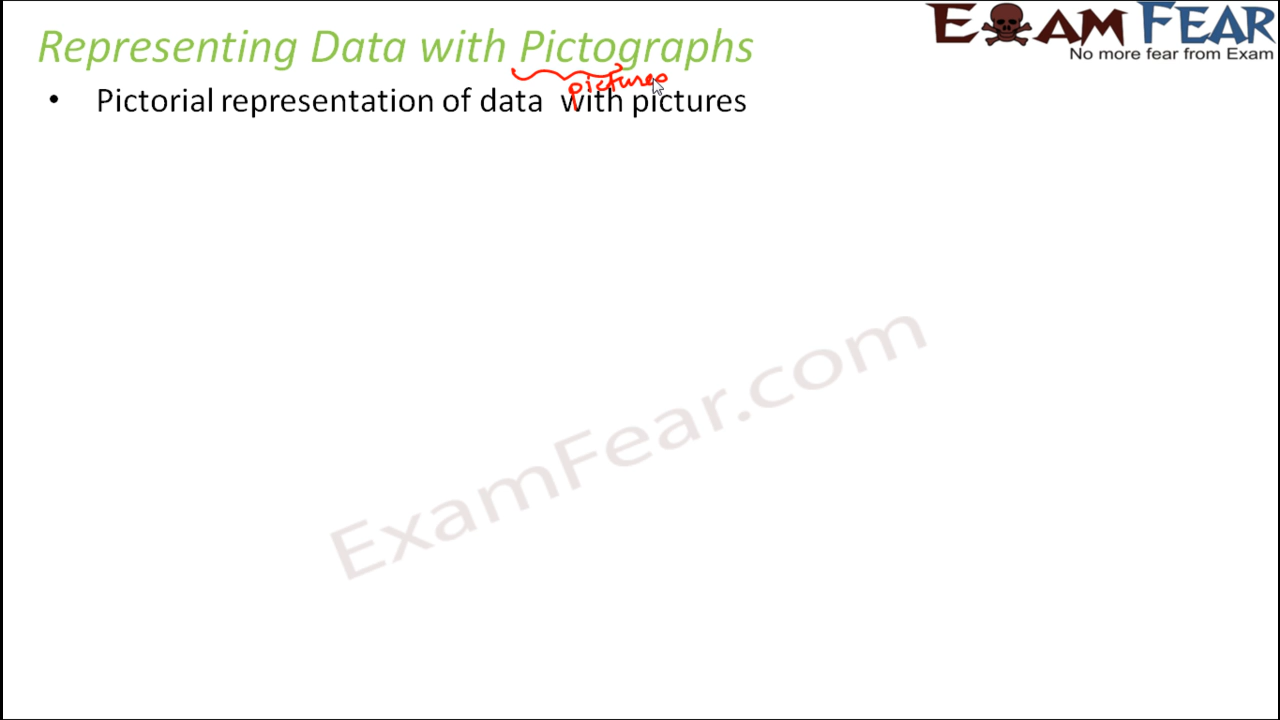 Representing Data with Pictographs
EXAM FEAR
No more fear from Exam
pictures
• Pictorial representation of data with pictures
ExamFear.com